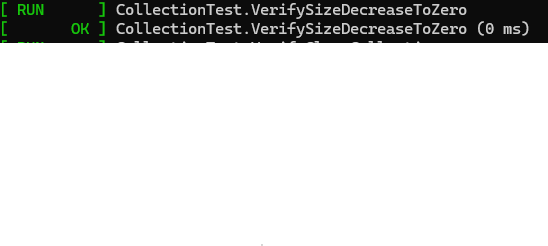 [ RUN      ] CollectionTest.VerifySizeDecreaseToZero
[       OK ] CollectionTest.VerifySizeDecreaseToZero (0 ms)